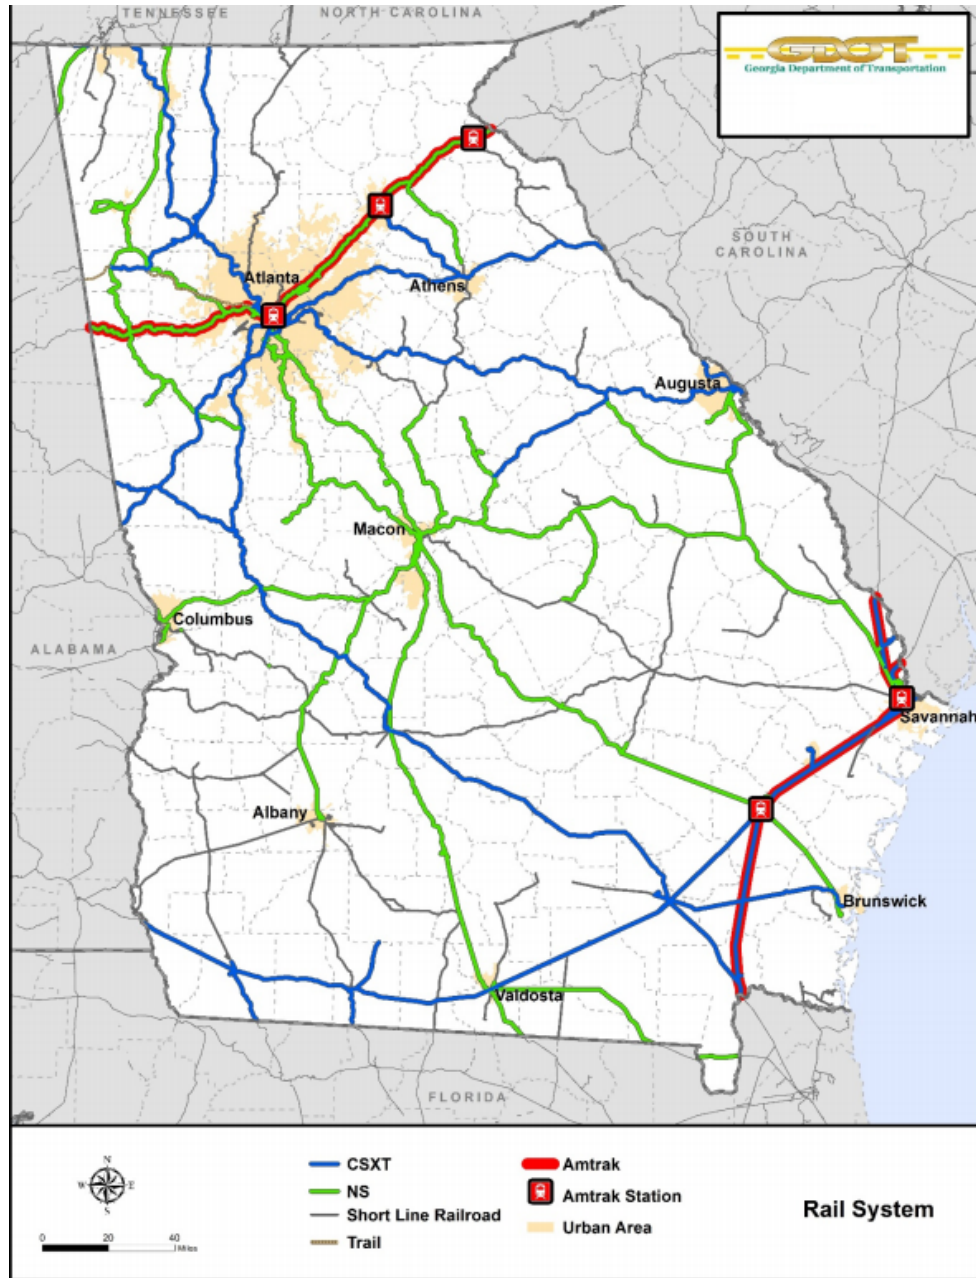 TENNESSEE
NORTH CAROLINA
GDOT
Georgia Department of Transportation
SOUTH
CAROLINA
Atlanta
Athens
Augusta
Macon
Columbus
ALABAMA
Savannah
Albany
Brunswick
Valdosta
FLORIDA
N
W
E
S
0
20
40
Miles
CSXT
NS
Short Line Railroad
Trail
Amtrak
Amtrak Station
Urban Area
Rail System